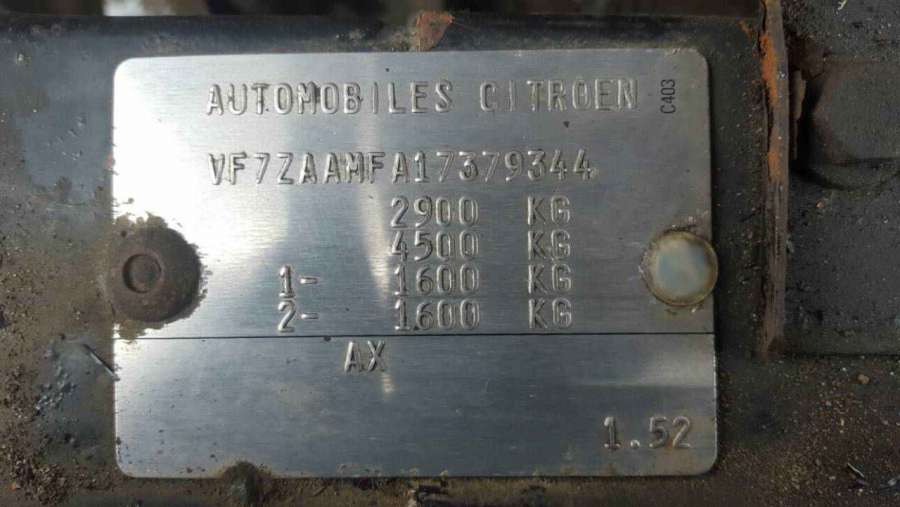 AUTOMOBILES CITROEN
C403
VF7ZAAMFA17379344
2900 KG
4500 KG
1- 1600 KG
2- 1600 KG
AX
1.52